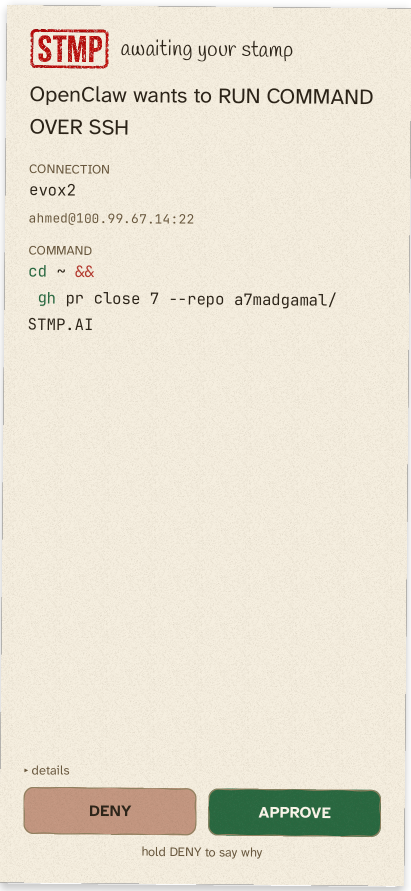 STMP awaiting your stamp
OpenClaw wants to RUN COMMAND
OVER SSH
CONNECTION
evox2
ahmed@100.99.67.14:22
COMMAND
cd ~ &&
gh pr close 7 --repo a7madgamal/
STMP.AI
▸ details
DENY APPROVE
hold DENY to say why